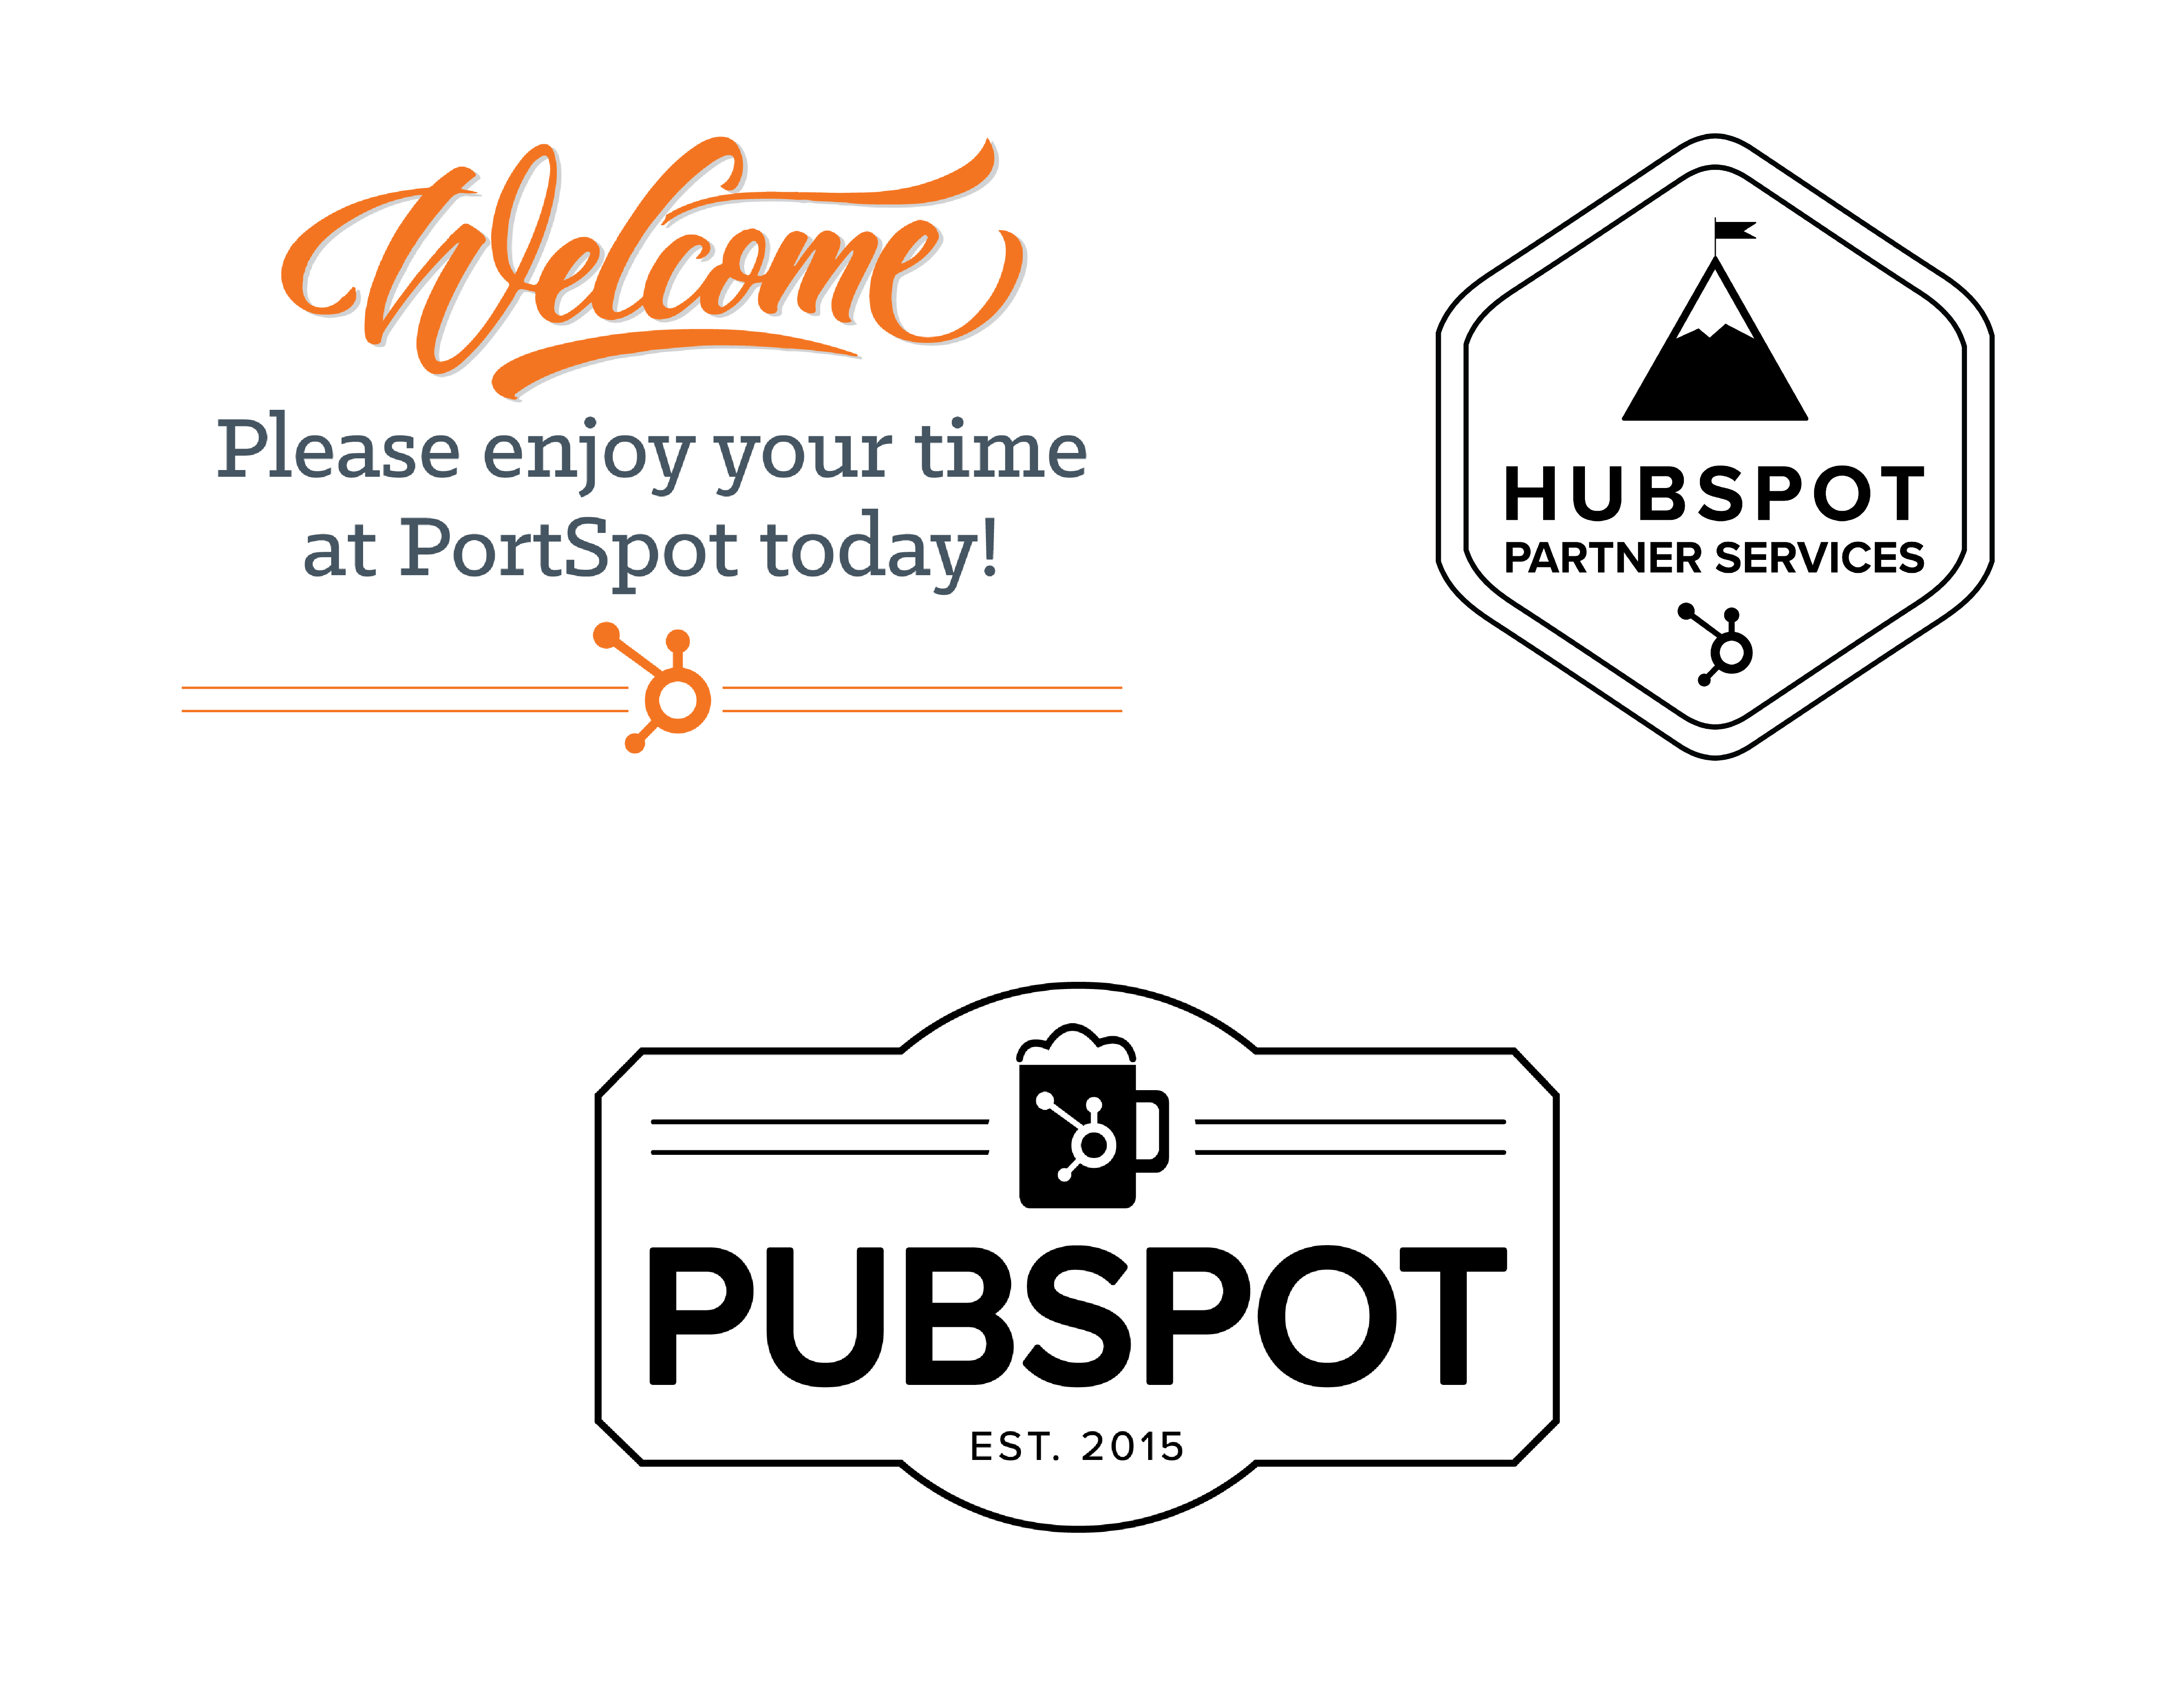 Welcome
Please enjoy your time
at PortSpot today!
HUBSPOT
PARTNER SERVICES
PUBSPOT
EST. 2015